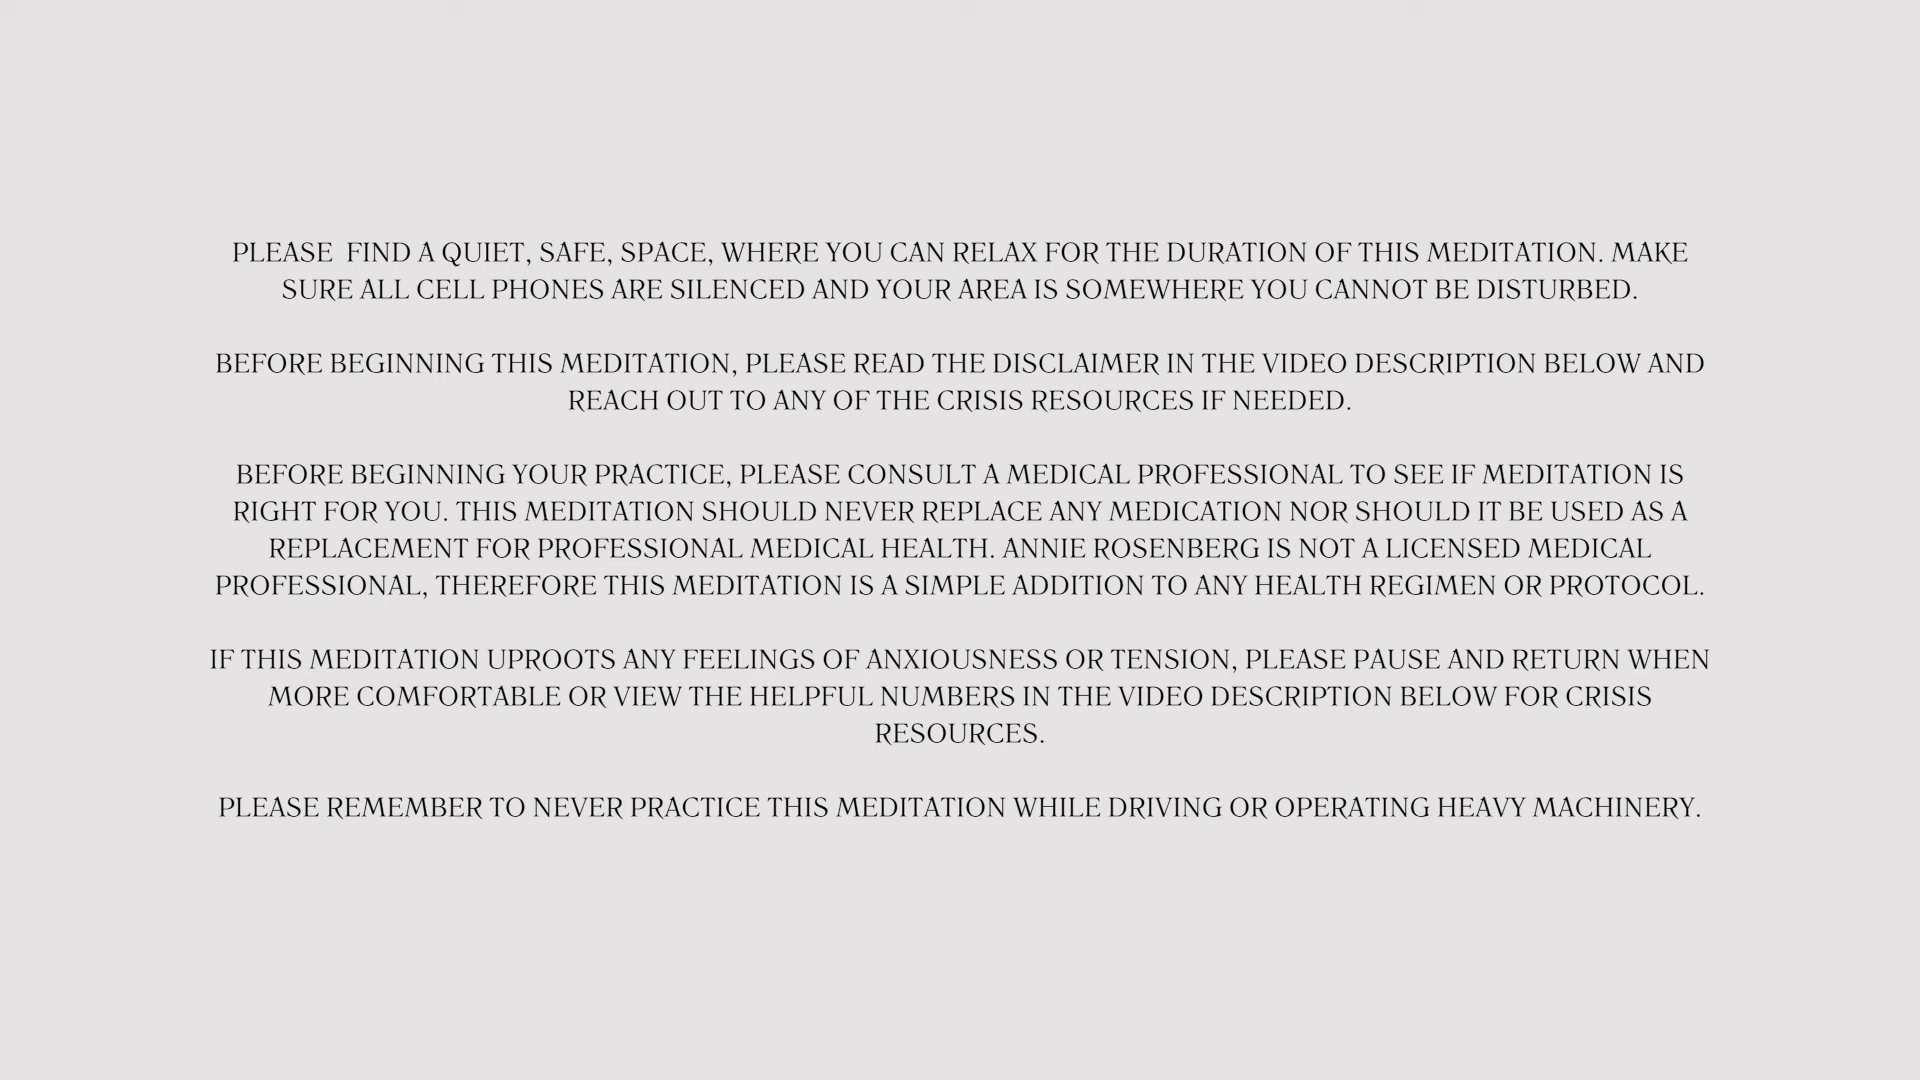 PLEASE  FIND A QUIET, SAFE, SPACE, WHERE YOU CAN RELAX FOR THE DURATION OF THIS MEDITATION. MAKE
SURE ALL CELL PHONES ARE SILENCED AND YOUR AREA IS SOMEWHERE YOU CANNOT BE DISTURBED.
BEFORE BEGINNING THIS MEDITATION, PLEASE READ THE DISCLAIMER IN THE VIDEO DESCRIPTION BELOW AND
REACH OUT TO ANY OF THE CRISIS RESOURCES IF NEEDED.
BEFORE BEGINNING YOUR PRACTICE, PLEASE CONSULT A MEDICAL PROFESSIONAL TO SEE IF MEDITATION IS
RIGHT FOR YOU. THIS MEDITATION SHOULD NEVER REPLACE ANY MEDICATION NOR SHOULD IT BE USED AS A
REPLACEMENT FOR PROFESSIONAL MEDICAL HEALTH. ANNIE ROSENBERG IS NOT A LICENSED MEDICAL
PROFESSIONAL, THEREFORE THIS MEDITATION IS A SIMPLE ADDITION TO ANY HEALTH REGIMEN OR PROTOCOL.
IF THIS MEDITATION UPROOTS ANY FEELINGS OF ANXIOUSNESS OR TENSION, PLEASE PAUSE AND RETURN WHEN
MORE COMFORTABLE OR VIEW THE HELPFUL NUMBERS IN THE VIDEO DESCRIPTION BELOW FOR CRISIS
RESOURCES.
PLEASE REMEMBER TO NEVER PRACTICE THIS MEDITATION WHILE DRIVING OR OPERATING HEAVY MACHINERY.